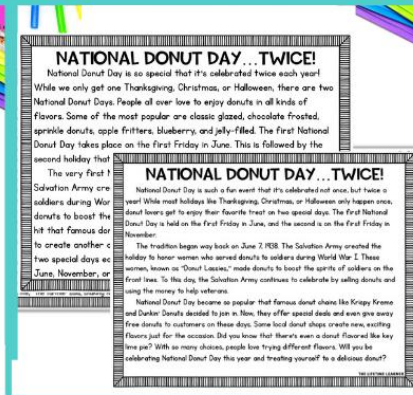 NATIONAL DONUT DAY...TWICE!
National Donut Day is so special that it's celebrated twice each year!
While we only get one Thanksgiving, Christmas, or Halloween, there are two
National Donut Days. People all over love to enjoy donuts in all kinds of
flavors. Some of the most popular are classic glazed, chocolate frosted,
sprinkle donuts, apple fritters, blueberry, and jelly-filled. The first National
Donut Day takes place on the first Friday in June. This is followed by the
second holiday that
The very first
Salvation Army cre
soldiers during Wor
donuts to boost the
hit that famous don
to create another
two special days
June, November, or
NATIONAL DONUT DAY...TWICE!
National Donut Day is such a fun event that it's celebrated not once, but twice a
year! While most holidays like Thanksgiving, Christmas, or Halloween only happen once,
donut lovers get to enjoy their favorite treat on two special days. The first National
Donut Day is held on the first Friday in June, and the second is on the first Friday in
November.
The tradition began way back on June 7, 1938. The Salvation Army created the
holiday to honor women who served donuts to soldiers during World War I. These
women, known as "Donut Lassies," made donuts to boost the spirits of soldiers on the
front lines. To this day, the Salvation Army continues to celebrate by selling donuts and
using the money to help veterans.
National Donut Day became so popular that famous donut chains like Krispy Kreme
and Dunkin' Donuts decided to join in. Now, they offer special deals and even give away
free donuts to customers on these days. Some local donut shops create new, exciting
flavors just for the occasion. Did you know that there's even a donut flavored like key
lime pie? With so many choices, people love trying different flavors. Will you be
celebrating National Donut Day this year and treating yourself to a delicious donut?
THE LIFETIME LEARNER